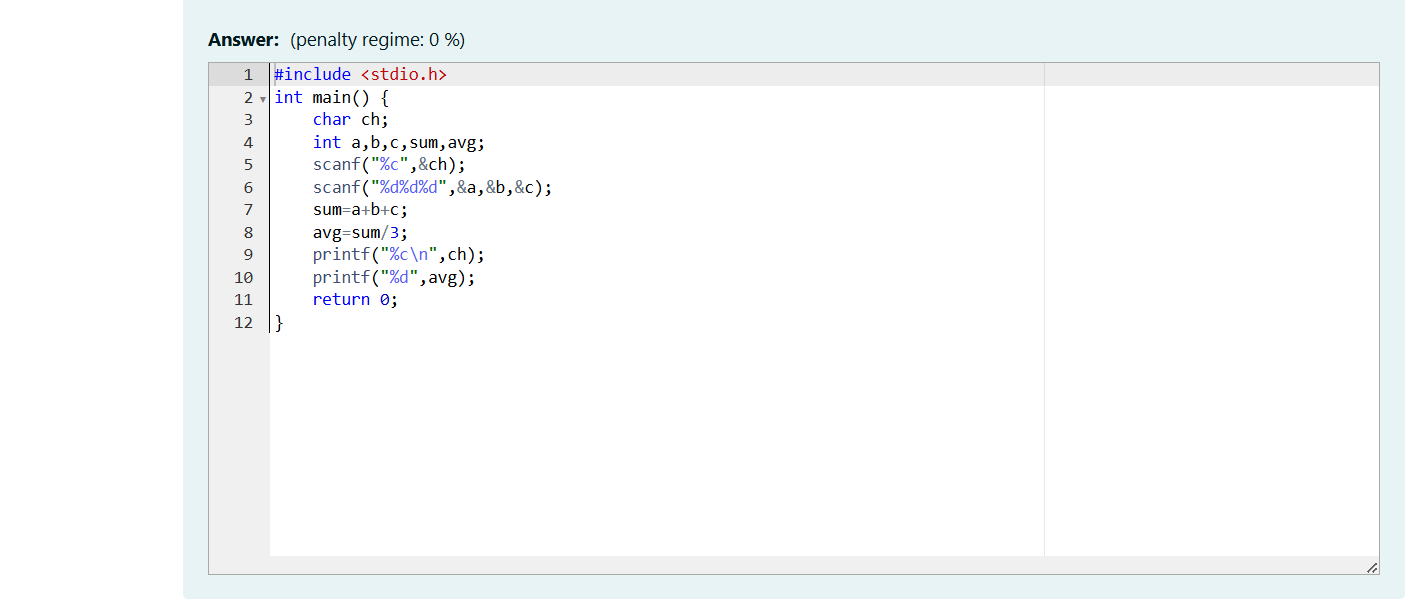 Answer: (penalty regime: 0 %)
1 #include <stdio.h>
2 int main() {
3     char ch;
4     int a,b,c,sum,avg;
5     scanf("%c",&ch);
6     scanf("%d%d%d",&a,&b,&c);
7     sum=a+b+c;
8     avg=sum/3;
9     printf("%c\n",ch);
10     printf("%d",avg);
11     return 0;
12 }